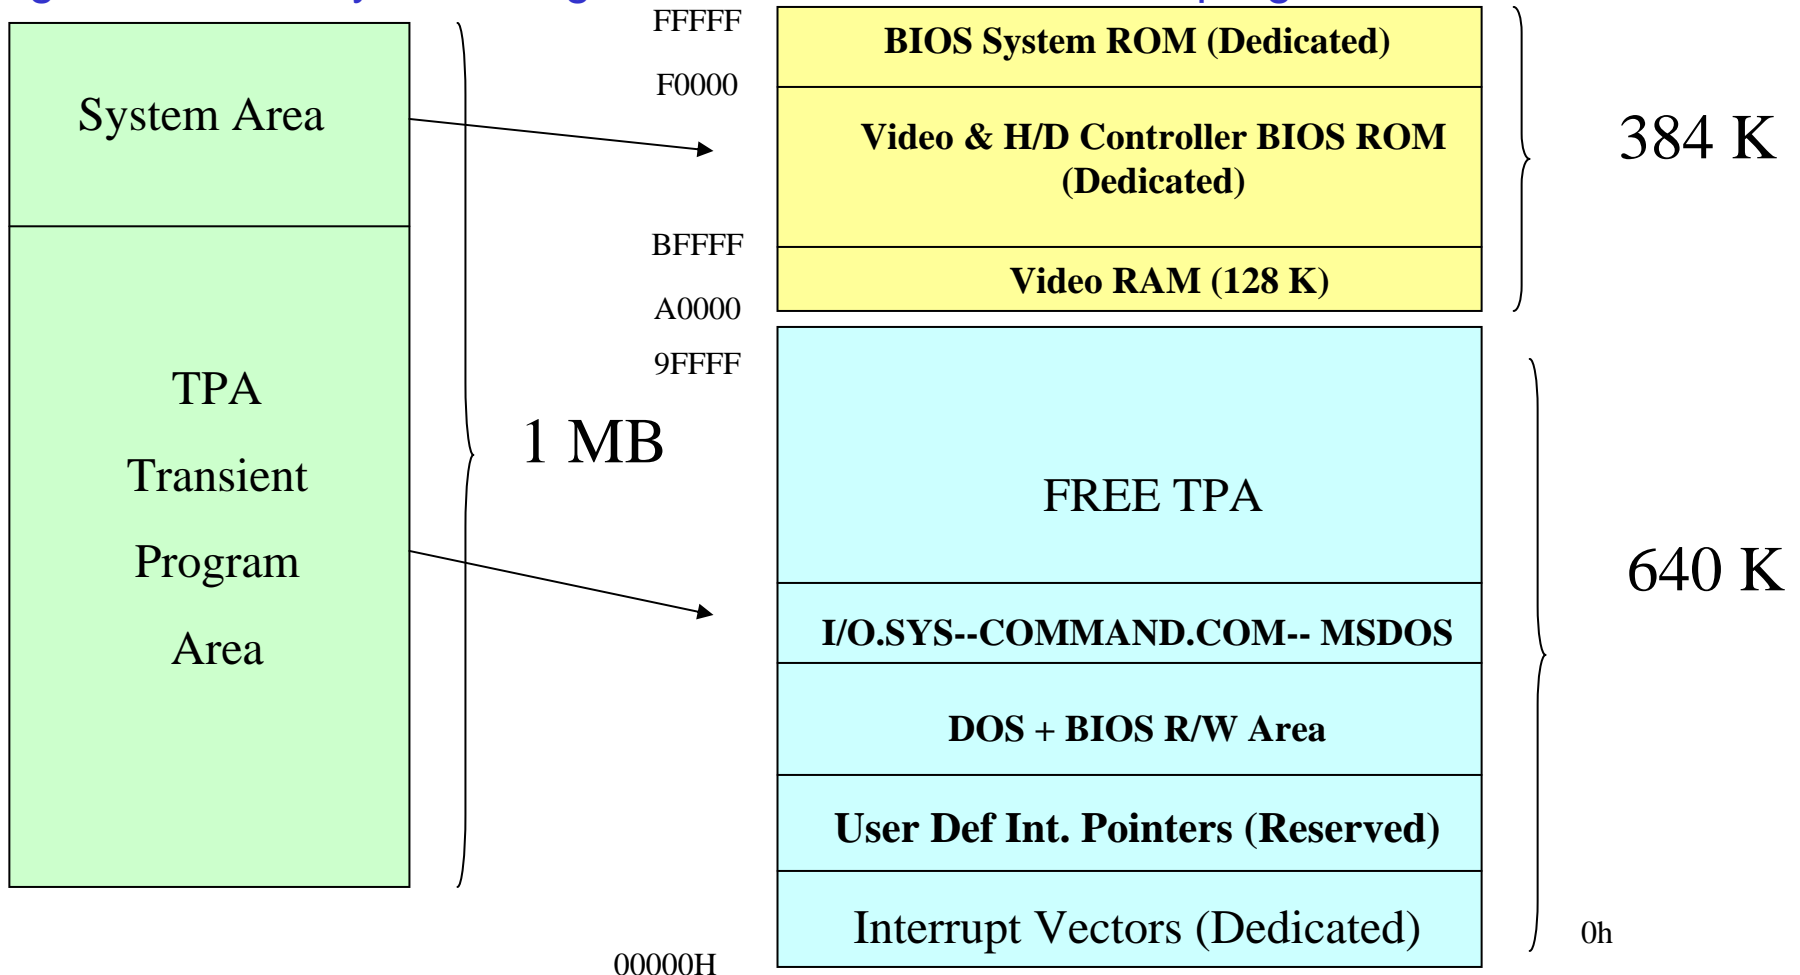 System Area
TPA
Transient
Program
Area
1 MB
FFFFF
F0000
BFFFF
A0000
9FFFF
00000H
BIOS System ROM (Dedicated)
Video & H/D Controller BIOS ROM
(Dedicated)
Video RAM (128 K)
FREE TPA
I/O.SYS--COMMAND.COM-- MSDOS
DOS + BIOS R/W Area
User Def Int. Pointers (Reserved)
Interrupt Vectors (Dedicated)
384 K
640 K
0h